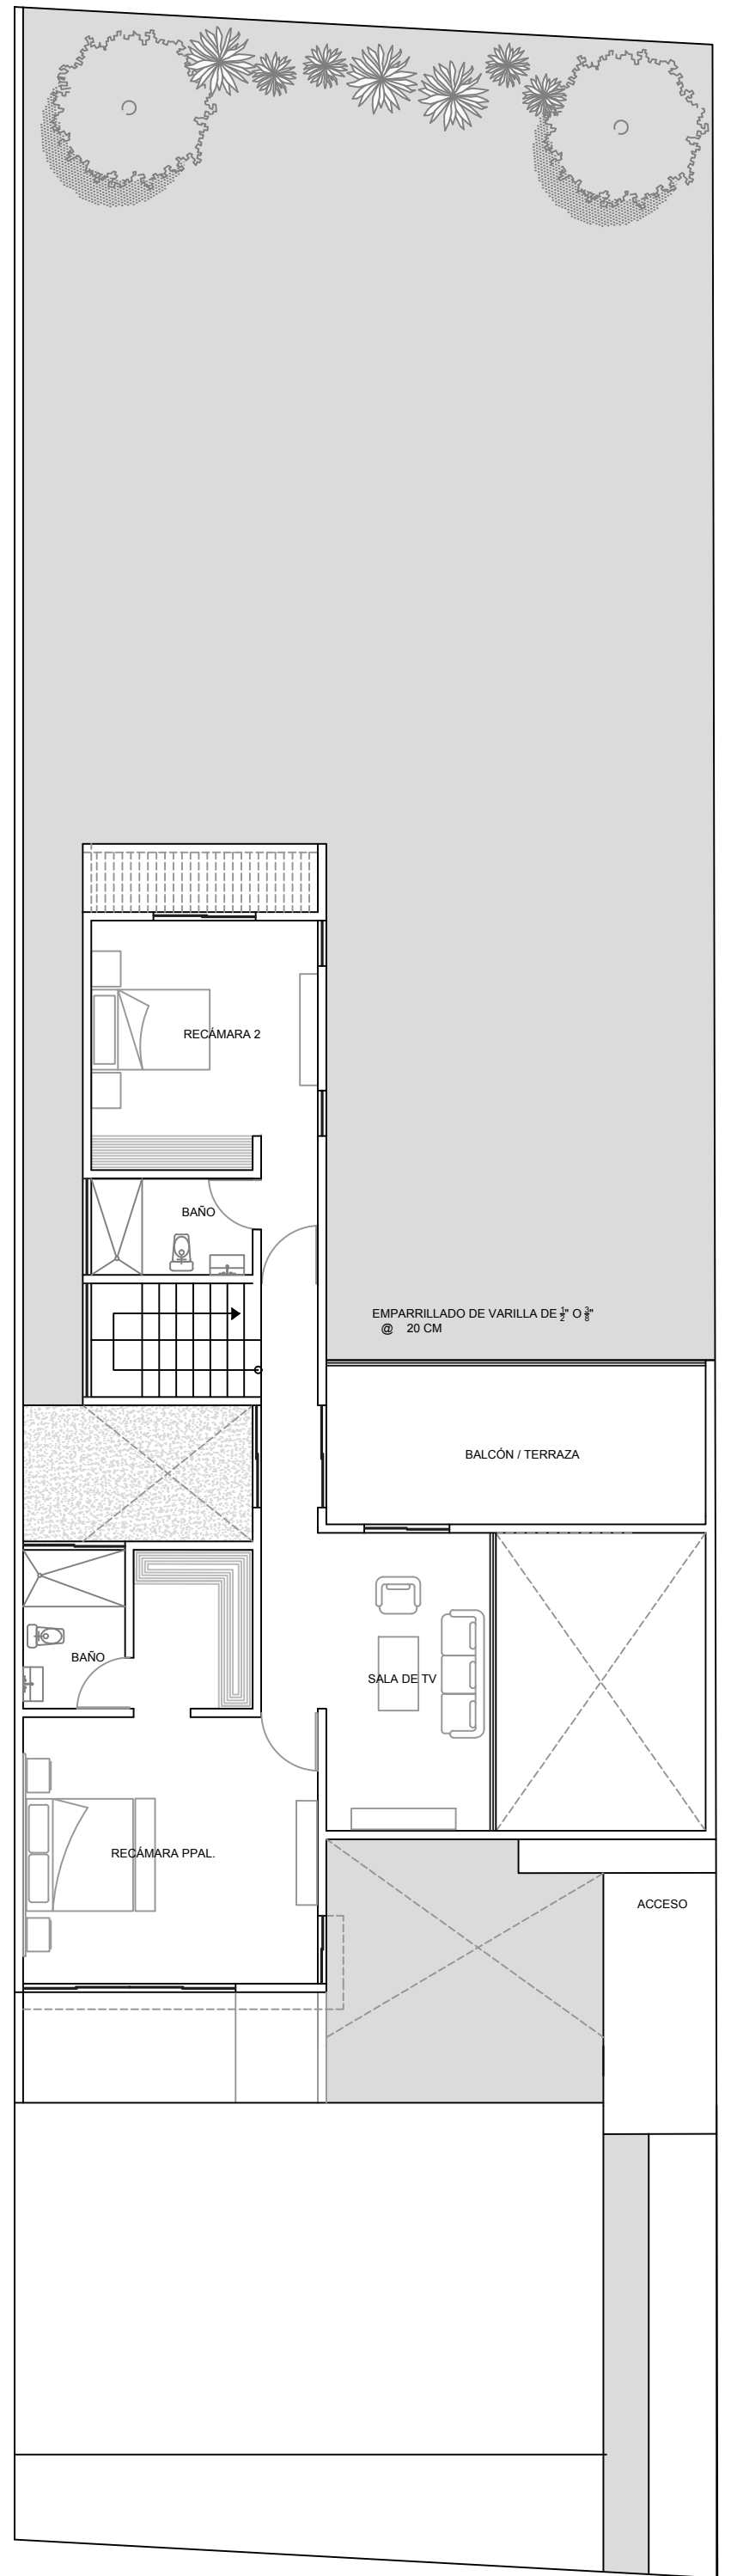 RECÁMARA 2
BAÑO
EMPARRILLADO DE VARILLA DE ½" O ⅜"
@ 20 CM
BALCÓN / TERRAZA
BAÑO
SALA DE TV
RECÁMARA PPAL.
ACCESO